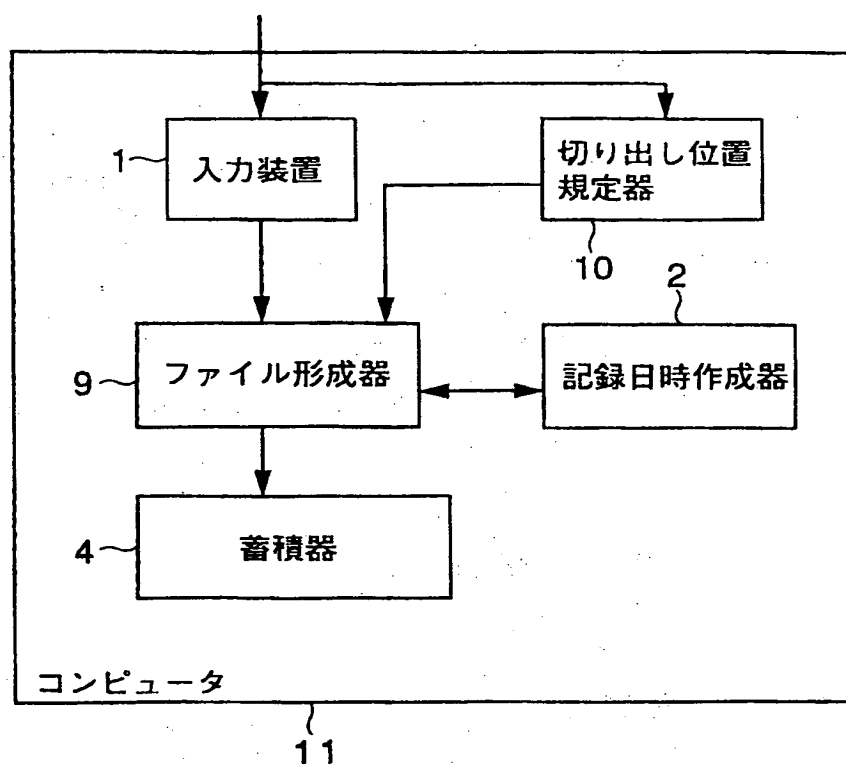 1
入力装置
切り出し位置
規定器
10
2
9
ファイル形成器
記録日時作成器
4
蓄積器
コンピュータ
11